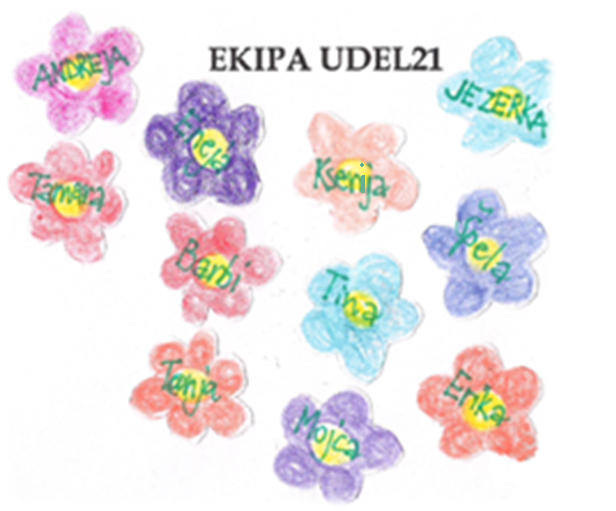 EKIPA UDEL21
ANDREJA
JEZERKA
Ksenija
Tamara
Špela
Barbi
Tina
Tanja
Erika
Mojca